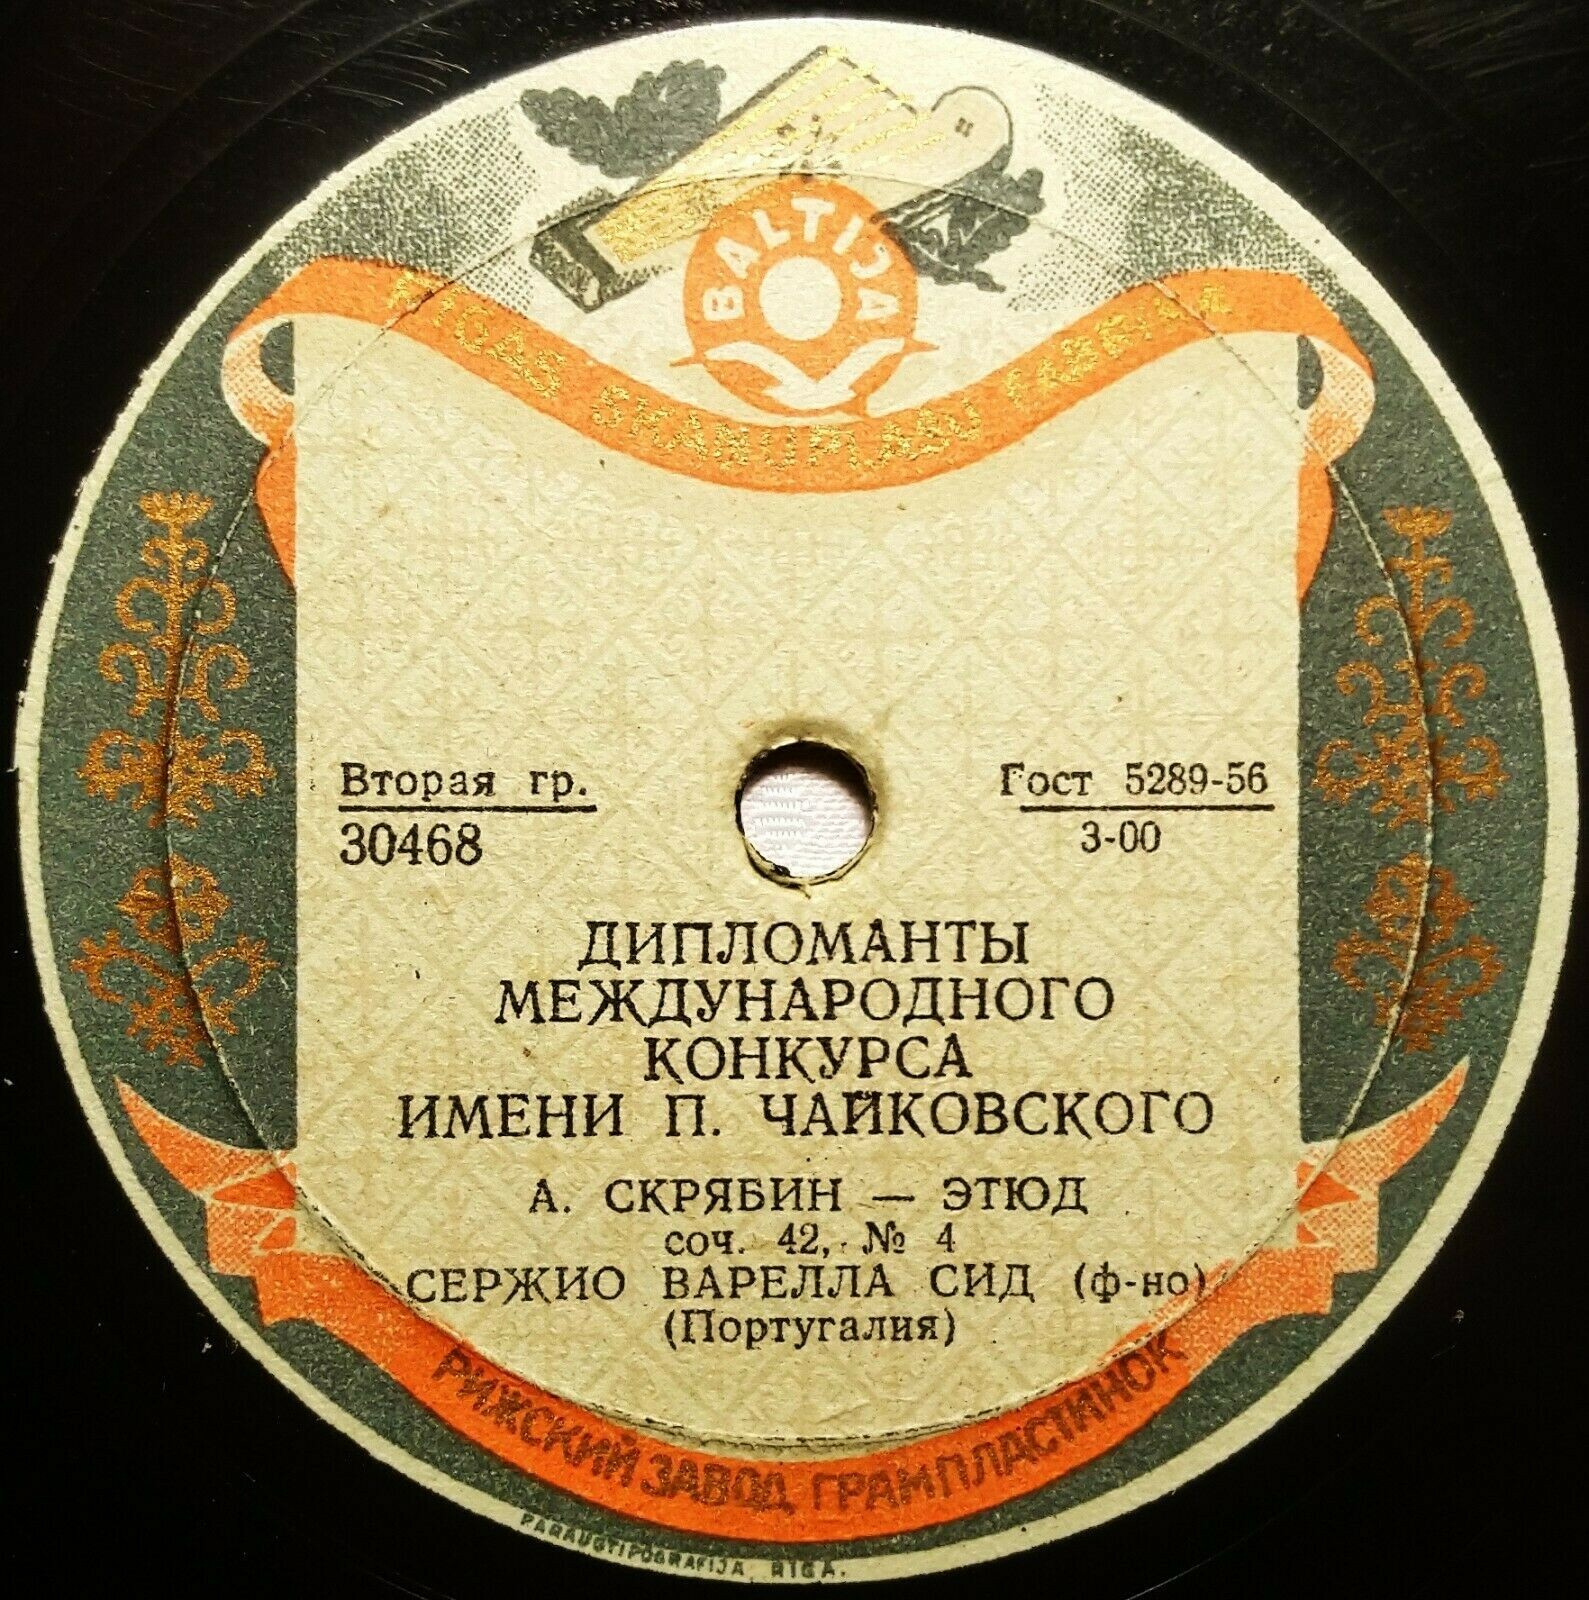 BALTIJA
RIGAS SKAŅUPLAŠU FABRIKA
Вторая гр.
30468
Гост 5289-56
3-00
ДИПЛОМАНТЫ
МЕЖДУНАРОДНОГО
КОНКУРСА
ИМЕНИ П. ЧАЙКОВСКОГО
А. СКРЯБИН — ЭТЮД
соч. 42, № 4
СЕРЖИО ВАРЕЛЛА СИД (ф-но)
(Португалия)
РИЖСКИЙ ЗАВОД ГРАМПЛАСТИНОК
PARAUGTIPOGRAFIJA, RIGA.